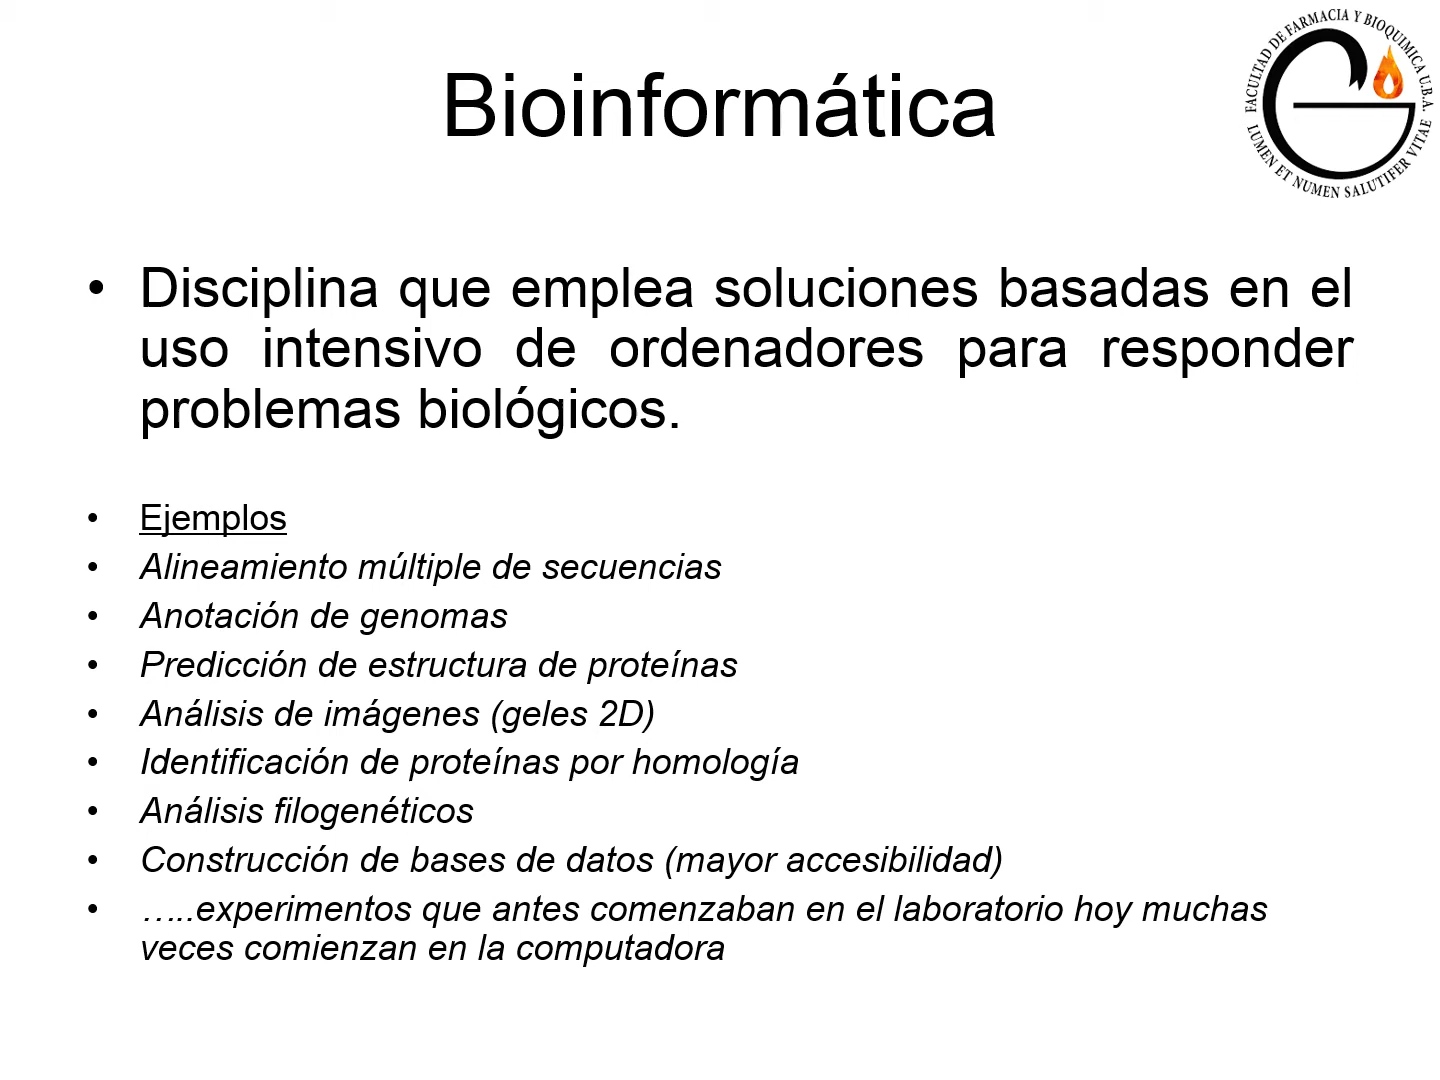 Bioinformática
FACULTAD DE FARMACIA Y BIOQUIMICA U.B.A.
LUMEN ET NUMEN SALUTIFER VITAE
• Disciplina que emplea soluciones basadas en el
uso intensivo de ordenadores para responder
problemas biológicos.
• Ejemplos
• Alineamiento múltiple de secuencias
• Anotación de genomas
• Predicción de estructura de proteínas
• Análisis de imágenes (geles 2D)
• Identificación de proteínas por homología
• Análisis filogenéticos
• Construcción de bases de datos (mayor accesibilidad)
• …..experimentos que antes comenzaban en el laboratorio hoy muchas
veces comienzan en la computadora